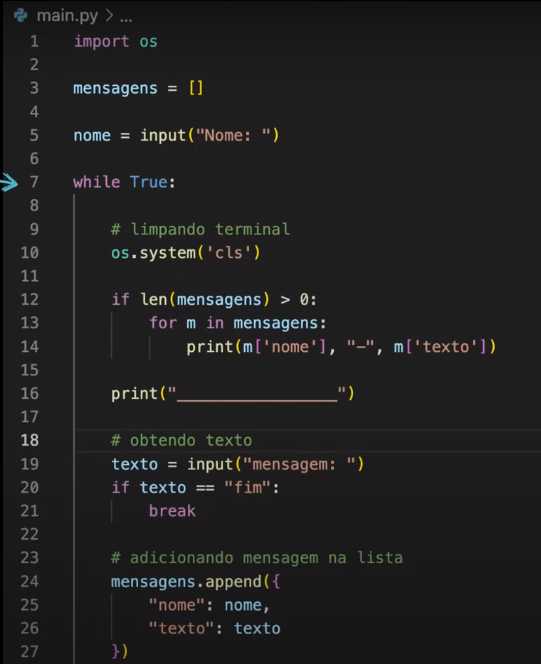 main.py > ...
1 import os
2
3 mensagens = []
4
5 nome = input("Nome: ")
6
7 while True:
8
9     # limpando terminal
10     os.system('cls')
11
12     if len(mensagens) > 0:
13         for m in mensagens:
14             print(m['nome'], "-", m['texto'])
15
16     print("_________________")
17
18     # obtendo texto
19     texto = input("mensagem: ")
20     if texto == "fim":
21         break
22
23     # adicionando mensagem na lista
24     mensagens.append({
25         "nome": nome,
26         "texto": texto
27     })